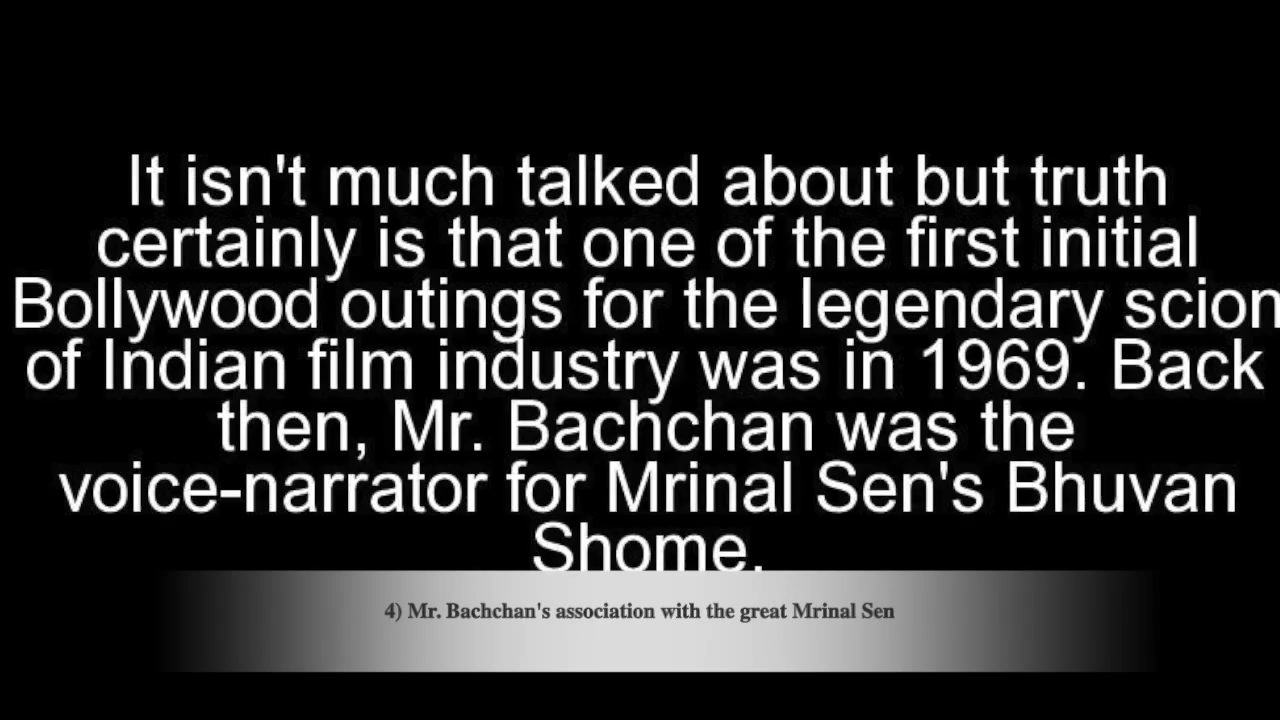 It isn't much talked about but truth
certainly is that one of the first initial
Bollywood outings for the legendary scion
of Indian film industry was in 1969. Back
then, Mr. Bachchan was the
voice-narrator for Mrinal Sen's Bhuvan
Shome.
4) Mr. Bachchan's association with the great Mrinal Sen